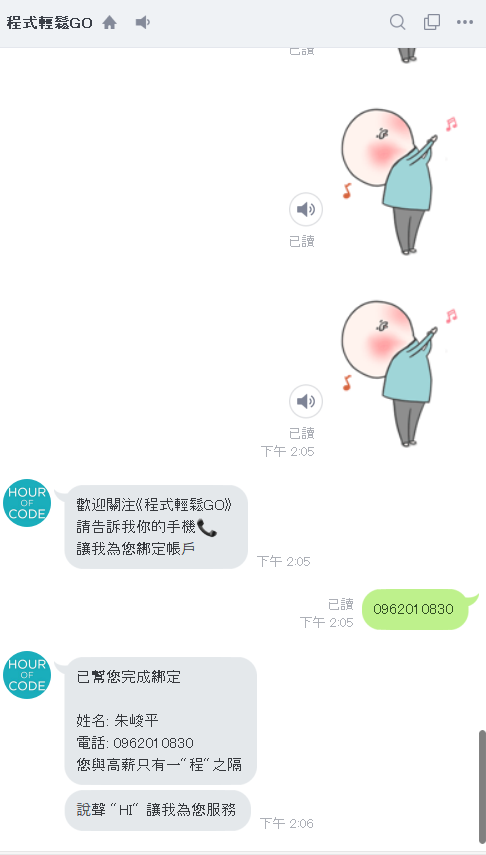 程式輕鬆GO
已讀
已讀
已讀
下午 2:05
HOUR
OF
CODE
歡迎關注《程式輕鬆GO》
請告訴我你的手機📞
讓我為您綁定帳戶
下午 2:05
已讀
下午 2:05
0962010830
HOUR
OF
CODE
已幫您完成綁定
姓名: 朱峻平
電話: 0962010830
您與高薪只有一“程“之隔
說聲 “HI“ 讓我為您服務
下午 2:06